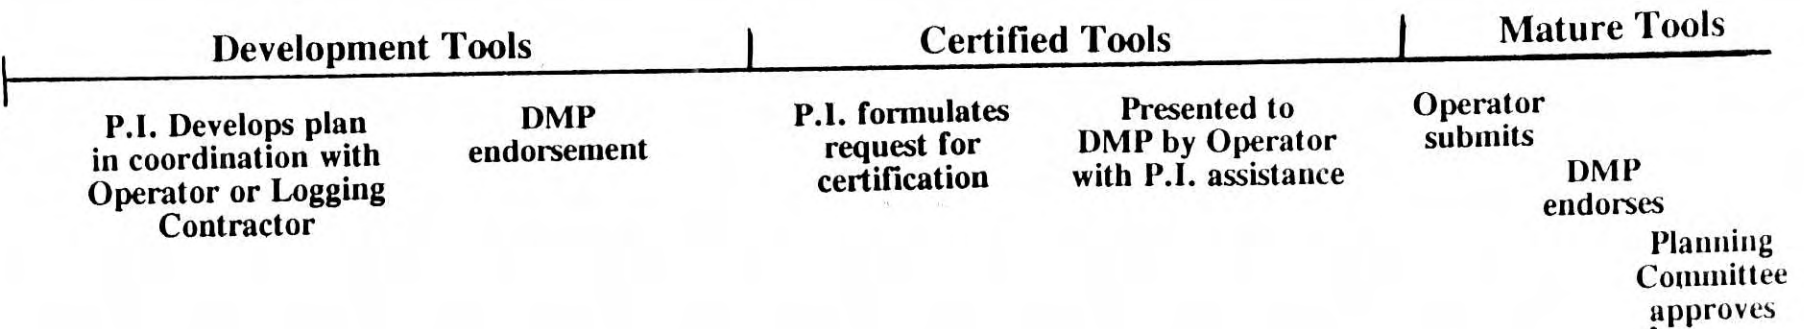 Development Tools
Certified Tools
Mature Tools
P.I. Develops plan
in coordination with
Operator or Logging
Contractor
DMP
endorsement
P.I. formulates
request for
certification
Presented to
DMP by Operator
with P.I. assistance
Operator
submits
DMP
endorses
Planning
Committee
approves